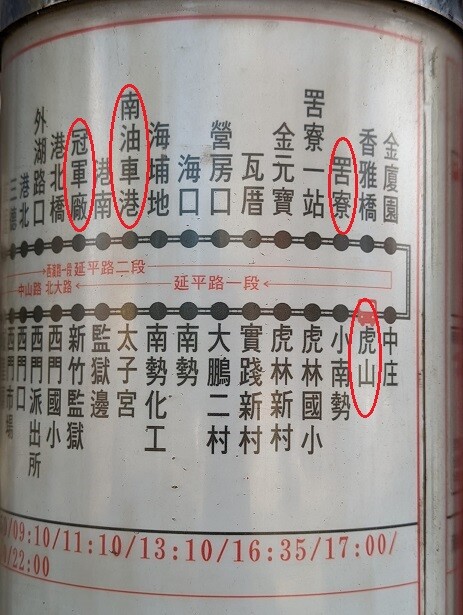 三德
港北
外湖路口
港北橋
冠軍廠
港南
南油車港
海埔地
海口
營房口
瓦厝
金元寶
罟寮一站
罟寮
香雅橋
金廈園
西濱路一段 延平路二段
中山路 北大路 延平路一段
西門市場
西門口
西門派出所
西門國小
新竹監獄
監獄邊
太子宮
南勢化工
南勢
大鵬二村
實踐新村
虎林新村
虎林國小
小南勢
虎山
中庄
/09:10/11:10/13:10/16:35/17:00/
/22:00